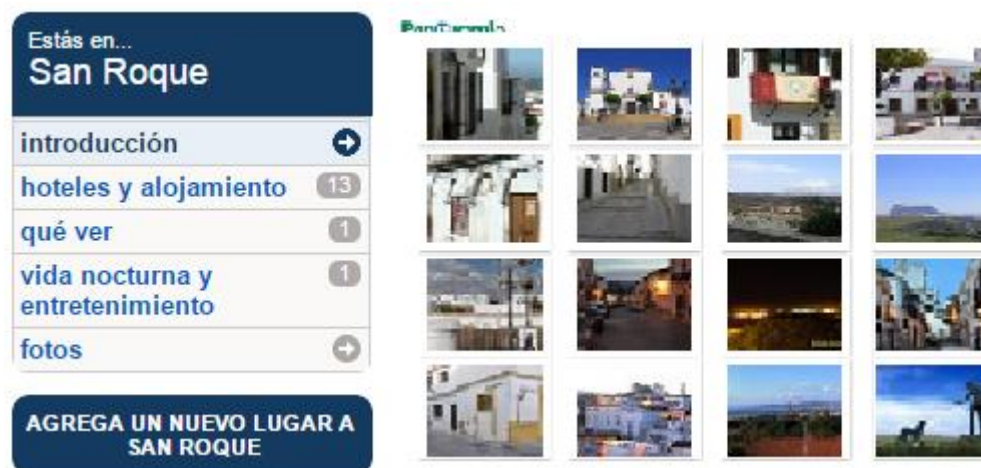 Estás en...
San Roque
introducción
hoteles y alojamiento 13
qué ver 1
vida nocturna y 1
entretenimiento
fotos
AGREGA UN NUEVO LUGAR A
SAN ROQUE